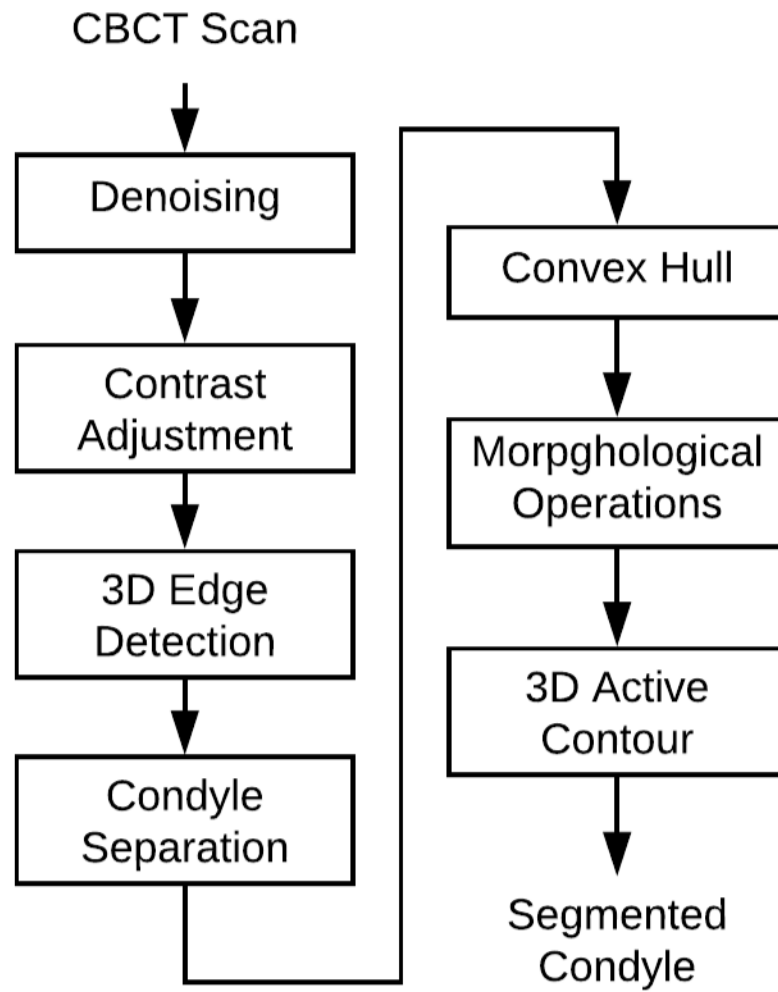 CBCT Scan
Denoising
Contrast
Adjustment
3D Edge
Detection
Condyle
Separation
Convex Hull
Morpghological
Operations
3D Active
Contour
Segmented
Condyle